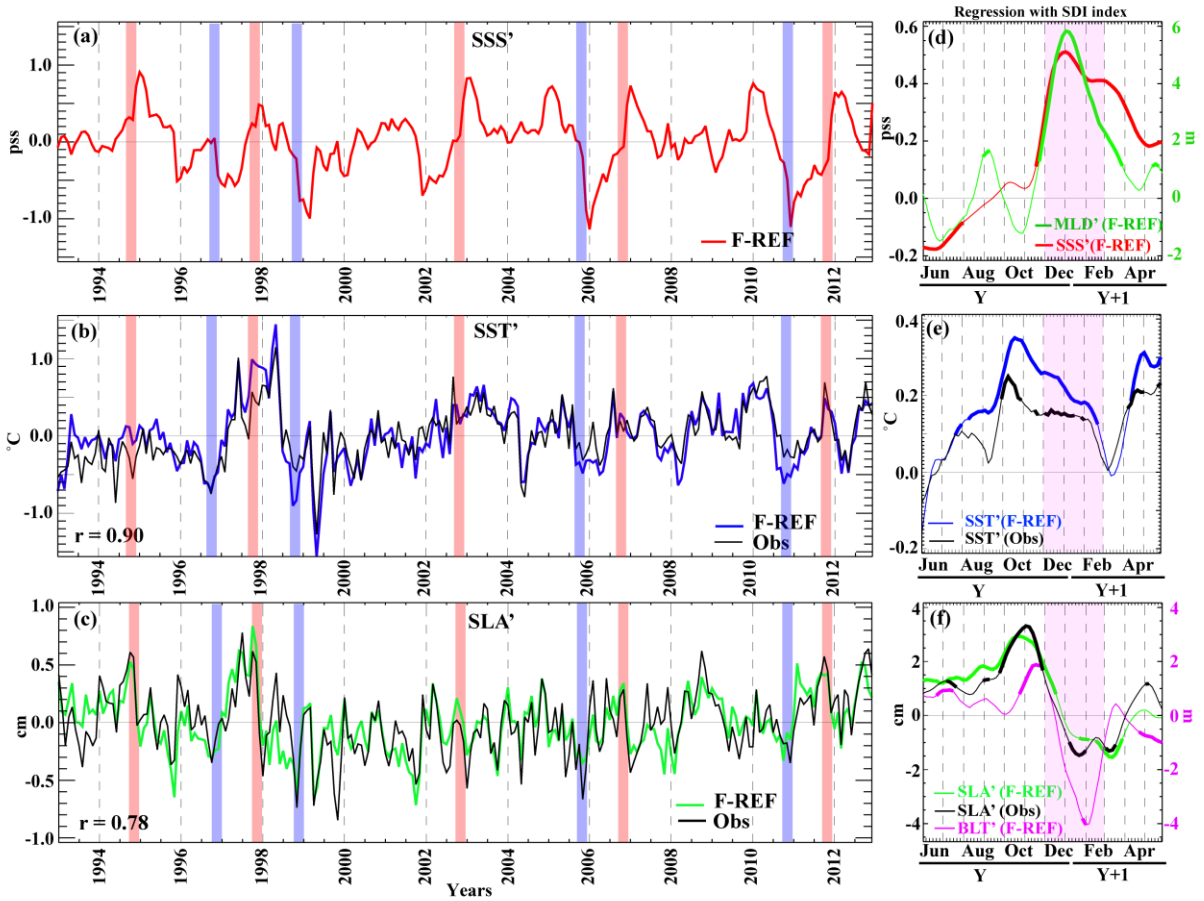 (a)
SSS'
pss
1.0
0.0
-1.0
F-REF
1994
1996
1998
2000
2002
2004
2006
2008
2010
2012
(b)
SST'
°C
1.0
0.0
-1.0
r = 0.90
F-REF
Obs
1994
1996
1998
2000
2002
2004
2006
2008
2010
2012
(c)
SLA'
cm
1.0
0.5
0.0
-0.5
-1.0
r = 0.78
F-REF
Obs
1994
1996
1998
2000
2002
2004
2006
2008
2010
2012
Years
Regression with SDI index
(d)
pss
0.6
0.4
0.2
0.0
-0.2
m
6
4
2
0
-2
MLD' (F-REF)
SSS' (F-REF)
Jun Aug Oct Dec Feb Apr
Y Y+1
(e)
°C
0.4
0.2
0.0
-0.2
SST' (F-REF)
SST' (Obs)
Jun Aug Oct Dec Feb Apr
Y Y+1
(f)
cm
4
2
0
-2
-4
m
4
2
0
-2
-4
SLA' (F-REF)
SLA' (Obs)
BLT' (F-REF)
Jun Aug Oct Dec Feb Apr
Y Y+1